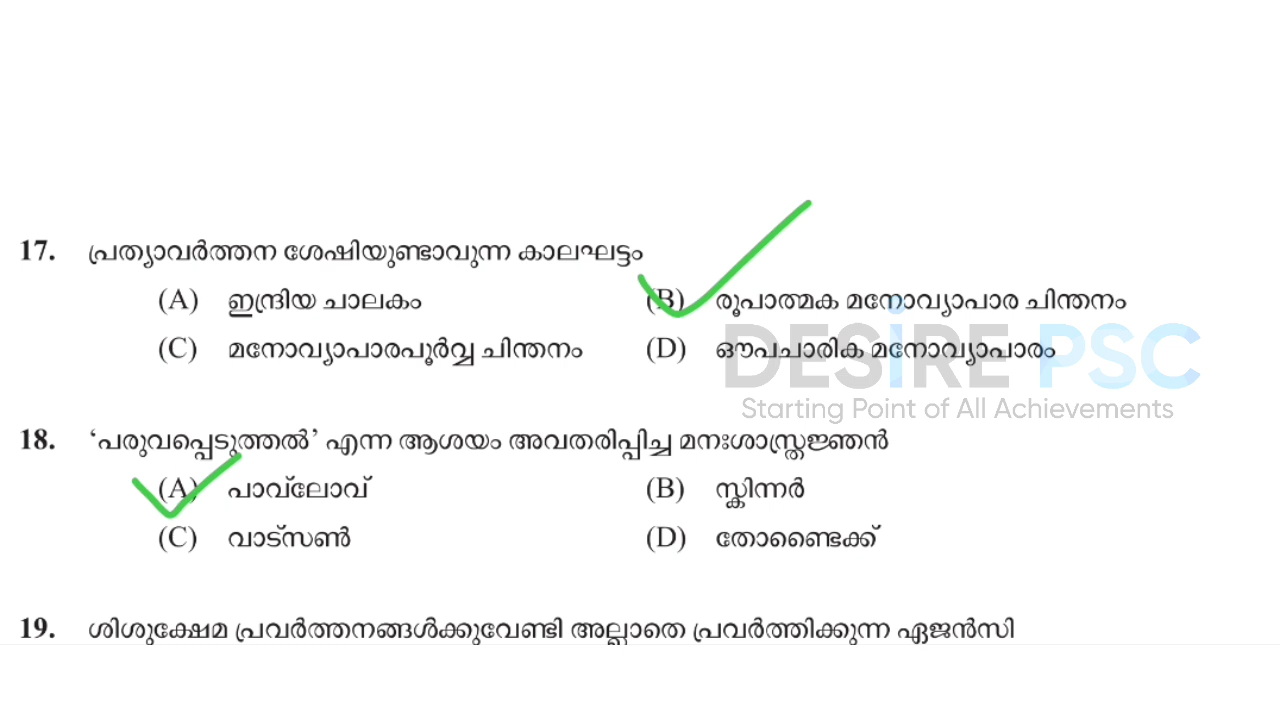 17. പ്രത്യാവർത്തന ശേഷിയുണ്ടാവുന്ന കാലഘട്ടം
(A) ഇന്ദ്രിയ ചാലകം (B) രൂപാത്മക മനോവ്യാപാര ചിന്തനം
(C) മനോവ്യാപാരപൂർവ്വ ചിന്തനം (D) ഔപചാരിക മനോവ്യാപാരം
DESIRE PSC
Starting Point of All Achievements
18. ‘പരുവപ്പെടുത്തൽ’ എന്ന ആശയം അവതരിപ്പിച്ച മനഃശാസ്ത്രജ്ഞൻ
(A) പാവ്ലോവ് (B) സ്കിന്നർ
(C) വാട്സൺ (D) തോണ്ടൈക്ക്
19. ശിശുക്ഷേമ പ്രവർത്തനങ്ങൾക്കുവേണ്ടി അല്ലാതെ പ്രവർത്തിക്കുന്ന ഏജൻസി